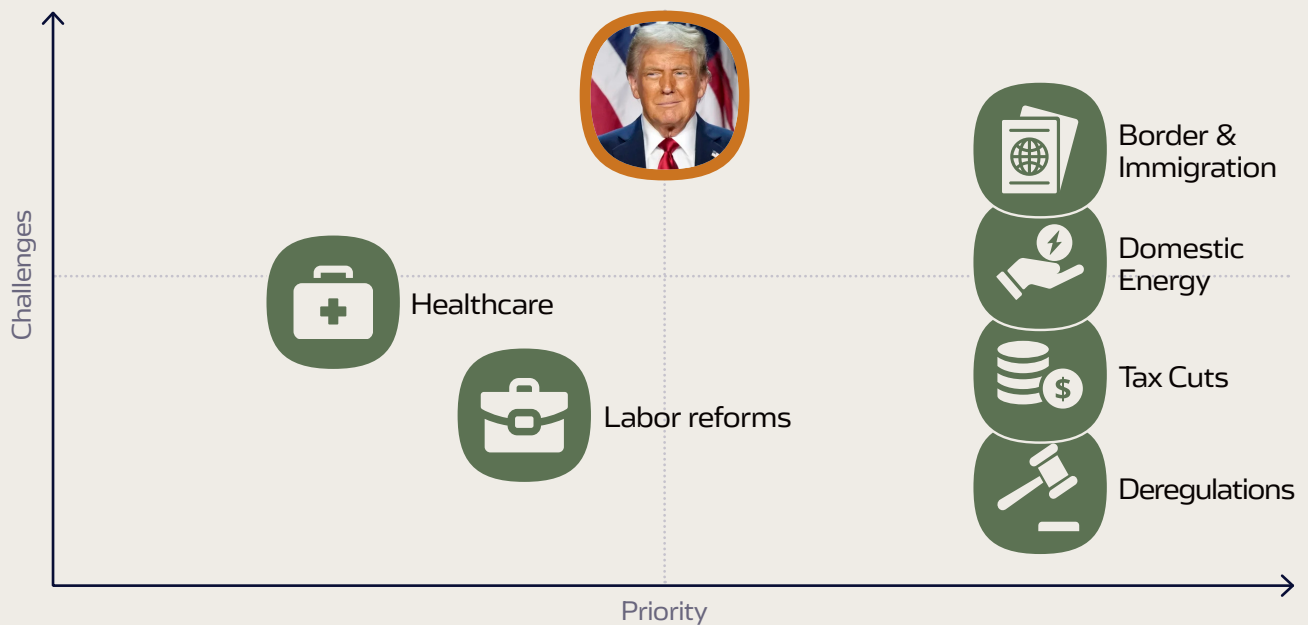 Challenges
Healthcare
Labor reforms
Border &
Immigration
Domestic
Energy
$
Tax Cuts
Deregulations
Priority